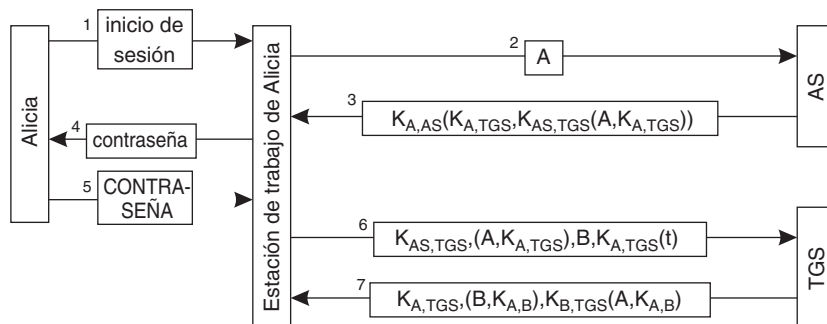 1
inicio de
sesión
Alicia
4
contraseña
5
CONTRA-
SEÑA
Estación de trabajo de Alicia
2
A
AS
3
K_A,AS(K_A,TGS,K_AS,TGS(A,K_A,TGS))
6
K_AS,TGS,(A,K_A,TGS),B,K_A,TGS(t)
TGS
7
K_A,TGS,(B,K_A,B),K_B,TGS(A,K_A,B)